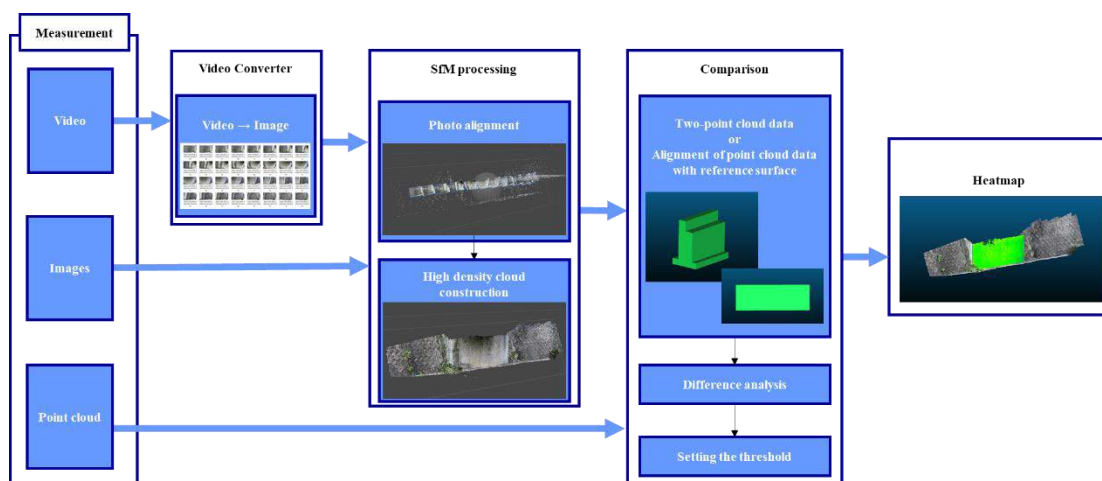 Measurement
Video
Images
Point cloud
Video Converter
Video → Image
SfM processing
Photo alignment
High density cloud
construction
Comparison
Two-point cloud data
or
Alignment of point cloud data
with reference surface
Difference analysis
Setting the threshold
Heatmap